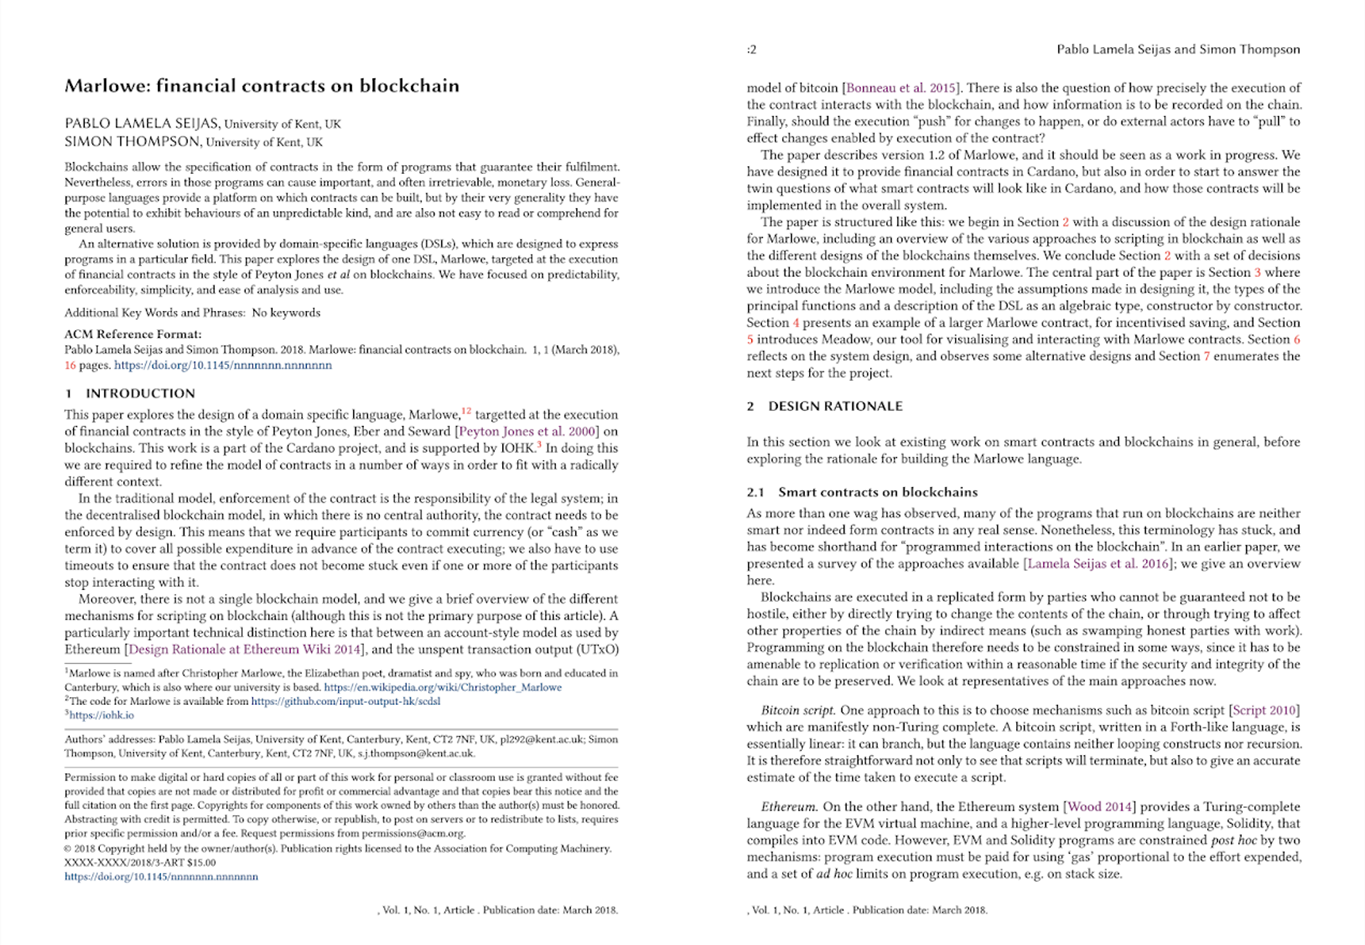 Marlowe: financial contracts on blockchain
PABLO LAMELA SEIJAS, University of Kent, UK
SIMON THOMPSON, University of Kent, UK
Blockchains allow the specification of contracts in the form of programs that guarantee their fulfilment.
Nevertheless, errors in those programs can cause important, and often irretrievable, monetary loss. General-
purpose languages provide a platform on which contracts can be built, but by their very generality they have
the potential to exhibit behaviours of an unpredictable kind, and are also not easy to read or comprehend for
general users.
An alternative solution is provided by domain-specific languages (DSLs), which are designed to express
programs in a particular field. This paper explores the design of one DSL, Marlowe, targeted at the execution
of financial contracts in the style of Peyton Jones et al on blockchains. We have focused on predictability,
enforceability, simplicity, and ease of analysis and use.
Additional Key Words and Phrases: No keywords
ACM Reference Format:
Pablo Lamela Seijas and Simon Thompson. 2018. Marlowe: financial contracts on blockchain. 1, 1 (March 2018),
16 pages. https://doi.org/10.1145/nnnnnnn.nnnnnnn
1 INTRODUCTION
This paper explores the design of a domain specific language, Marlowe,12 targetted at the execution
of financial contracts in the style of Peyton Jones, Eber and Seward [Peyton Jones et al. 2000] on
blockchains. This work is a part of the Cardano project, and is supported by IOHK.3 In doing this
we are required to refine the model of contracts in a number of ways in order to fit with a radically
different context.
In the traditional model, enforcement of the contract is the responsibility of the legal system; in
the decentralised blockchain model, in which there is no central authority, the contract needs to be
enforced by design. This means that we require participants to commit currency (or “cash” as we
term it) to cover all possible expenditure in advance of the contract executing; we also have to use
timeouts to ensure that the contract does not become stuck even if one or more of the participants
stop interacting with it.
Moreover, there is not a single blockchain model, and we give a brief overview of the different
mechanisms for scripting on blockchain (although this is not the primary purpose of this article). A
particularly important technical distinction here is that between an account-style model as used by
Ethereum [Design Rationale at Ethereum Wiki 2014], and the unspent transaction output (UTxO)
1Marlowe is named after Christopher Marlowe, the Elizabethan poet, dramatist and spy, who was born and educated in
Canterbury, which is also where our university is based. https://en.wikipedia.org/wiki/Christopher_Marlowe
2The code for Marlowe is available from https://github.com/input-output-hk/scdsl
3https://iohk.io
Authors’ addresses: Pablo Lamela Seijas, University of Kent, Canterbury, Kent, CT2 7NF, UK, pl292@kent.ac.uk; Simon
Thompson, University of Kent, Canterbury, Kent, CT2 7NF, UK, s.j.thompson@kent.ac.uk.
Permission to make digital or hard copies of all or part of this work for personal or classroom use is granted without fee
provided that copies are not made or distributed for profit or commercial advantage and that copies bear this notice and the
full citation on the first page. Copyrights for components of this work owned by others than the author(s) must be honored.
Abstracting with credit is permitted. To copy otherwise, or republish, to post on servers or to redistribute to lists, requires
prior specific permission and/or a fee. Request permissions from permissions@acm.org.
© 2018 Copyright held by the owner/author(s). Publication rights licensed to the Association for Computing Machinery.
XXXX-XXXX/2018/3-ART $15.00
https://doi.org/10.1145/nnnnnnn.nnnnnnn
, Vol. 1, No. 1, Article . Publication date: March 2018.
:2 Pablo Lamela Seijas and Simon Thompson
model of bitcoin [Bonneau et al. 2015]. There is also the question of how precisely the execution of
the contract interacts with the blockchain, and how information is to be recorded on the chain.
Finally, should the execution “push” for changes to happen, or do external actors have to “pull” to
effect changes enabled by execution of the contract?
The paper describes version 1.2 of Marlowe, and it should be seen as a work in progress. We
have designed it to provide financial contracts in Cardano, but also in order to start to answer the
twin questions of what smart contracts will look like in Cardano, and how those contracts will be
implemented in the overall system.
The paper is structured like this: we begin in Section 2 with a discussion of the design rationale
for Marlowe, including an overview of the various approaches to scripting in blockchain as well as
the different designs of the blockchains themselves. We conclude Section 2 with a set of decisions
about the blockchain environment for Marlowe. The central part of the paper is Section 3 where
we introduce the Marlowe model, including the assumptions made in designing it, the types of the
principal functions and a description of the DSL as an algebraic type, constructor by constructor.
Section 4 presents an example of a larger Marlowe contract, for incentivised saving, and Section
5 introduces Meadow, our tool for visualising and interacting with Marlowe contracts. Section 6
reflects on the system design, and observes some alternative designs and Section 7 enumerates the
next steps for the project.
2 DESIGN RATIONALE
In this section we look at existing work on smart contracts and blockchains in general, before
exploring the rationale for building the Marlowe language.
2.1 Smart contracts on blockchains
As more than one wag has observed, many of the programs that run on blockchains are neither
smart nor indeed form contracts in any real sense. Nonetheless, this terminology has stuck, and
has become shorthand for “programmed interactions on the blockchain”. In an earlier paper, we
presented a survey of the approaches available [Lamela Seijas et al. 2016]; we give an overview
here.
Blockchains are executed in a replicated form by parties who cannot be guaranteed not to be
hostile, either by directly trying to change the contents of the chain, or through trying to affect
other properties of the chain by indirect means (such as swamping honest parties with work).
Programming on the blockchain therefore needs to be constrained in some ways, since it has to be
amenable to replication or verification within a reasonable time if the security and integrity of the
chain are to be preserved. We look at representatives of the main approaches now.
Bitcoin script. One approach to this is to choose mechanisms such as bitcoin script [Script 2010]
which are manifestly non-Turing complete. A bitcoin script, written in a Forth-like language, is
essentially linear: it can branch, but the language contains neither looping constructs nor recursion.
It is therefore straightforward not only to see that scripts will terminate, but also to give an accurate
estimate of the time taken to execute a script.
Ethereum. On the other hand, the Ethereum system [Wood 2014] provides a Turing-complete
language for the EVM virtual machine, and a higher-level programming language, Solidity, that
compiles into EVM code. However, EVM and Solidity programs are constrained post hoc by two
mechanisms: program execution must be paid for using ‘gas’ proportional to the effort expended,
and a set of ad hoc limits on program execution, e.g. on stack size.
, Vol. 1, No. 1, Article . Publication date: March 2018.